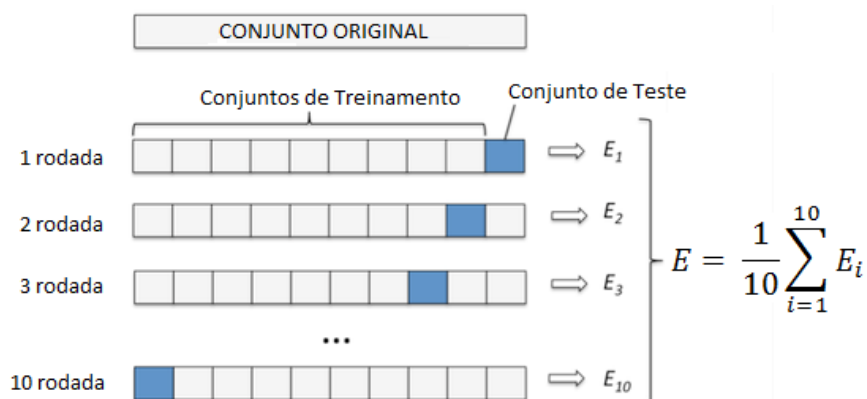 CONJUNTO ORIGINAL
Conjuntos de Treinamento
Conjunto de Teste
1 rodada
E₁
2 rodada
E₂
3 rodada
E₃
...
10 rodada
E₁₀
E = 1/10 ∑_{i=1}^{10} E_i